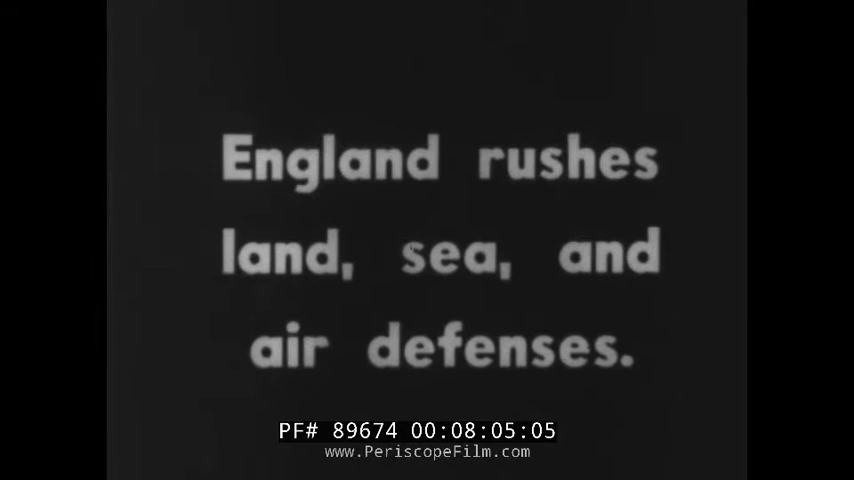 England rushes
land, sea, and
air defenses.
PF# 89674 00:08:05:05
www.PeriscopeFilm.com